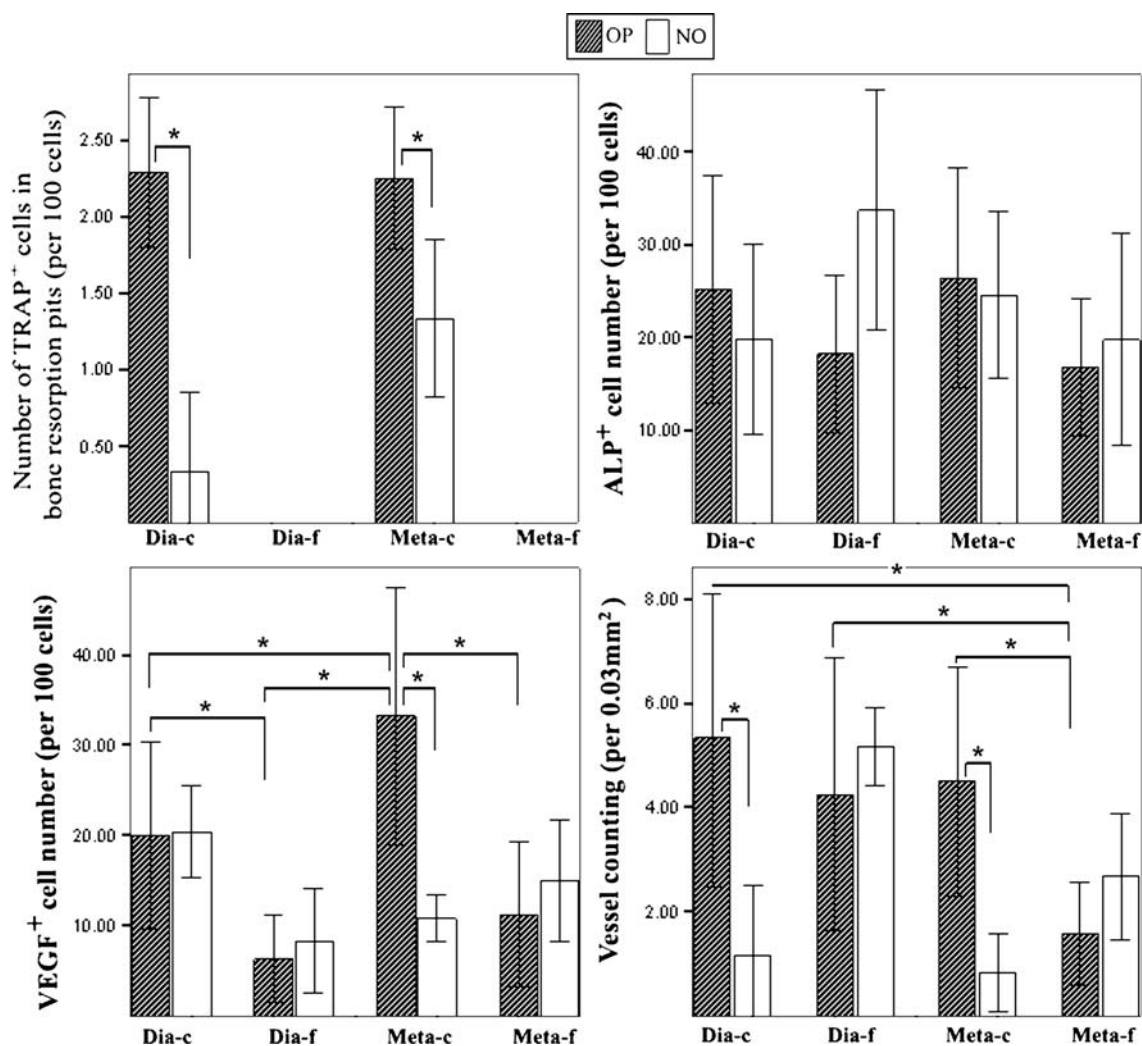 OP NO
Number of TRAP⁺ cells in
bone resorption pits (per 100 cells)
2.50
2.00
1.50
1.00
0.50
* *
Dia-c Dia-f Meta-c Meta-f
ALP⁺ cell number (per 100 cells)
40.00
30.00
20.00
10.00
Dia-c Dia-f Meta-c Meta-f
VEGF⁺ cell number (per 100 cells)
40.00
30.00
20.00
10.00
* *
* * *
Dia-c Dia-f Meta-c Meta-f
Vessel counting (per 0.03mm²)
8.00
6.00
4.00
2.00
*
*
*
*
*
Dia-c Dia-f Meta-c Meta-f